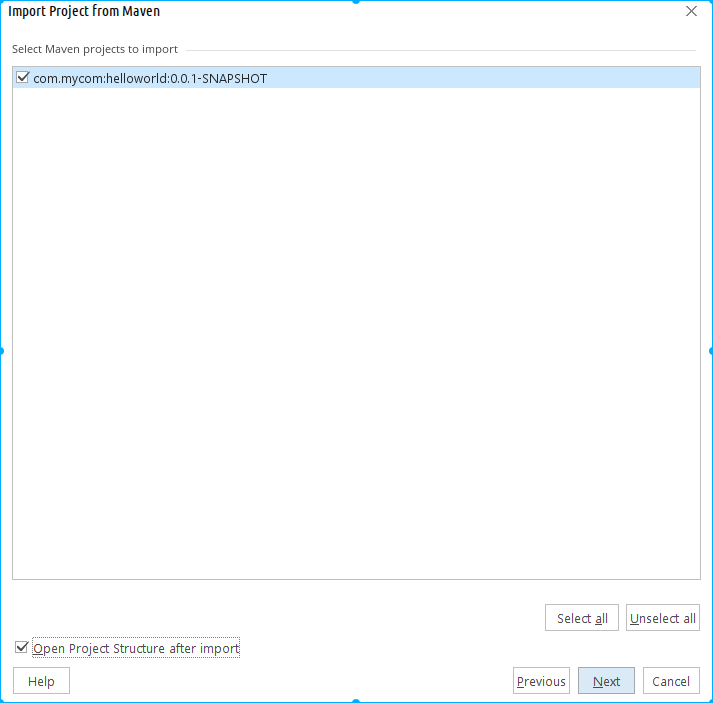 Import Project from Maven
Select Maven projects to import
com.mycom:helloworld:0.0.1-SNAPSHOT
Select all Unselect all
Open Project Structure after import
Help Previous Next Cancel